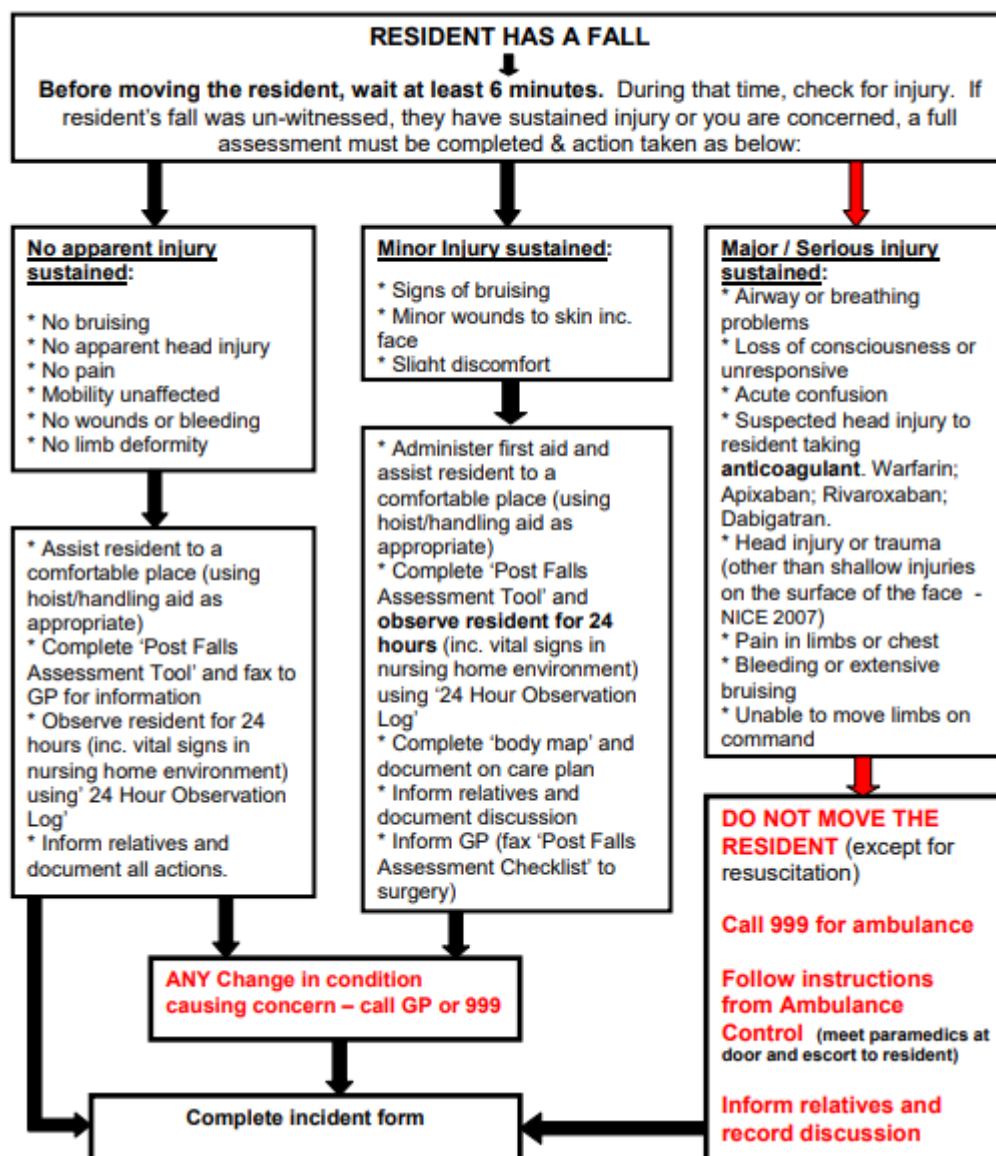 RESIDENT HAS A FALL
Before moving the resident, wait at least 6 minutes. During that time, check for injury. If
resident's fall was un-witnessed, they have sustained injury or you are concerned, a full
assessment must be completed & action taken as below:
No apparent injury
sustained:
* No bruising
* No apparent head injury
* No pain
* Mobility unaffected
* No wounds or bleeding
* No limb deformity
* Assist resident to a
comfortable place (using
hoist/handling aid as
appropriate)
* Complete 'Post Falls
Assessment Tool' and fax to
GP for information
* Observe resident for 24
hours (inc. vital signs in
nursing home environment)
using' 24 Hour Observation
Log'
* Inform relatives and
document all actions.
Minor Injury sustained:
* Signs of bruising
* Minor wounds to skin inc.
face
* Slight discomfort
* Administer first aid and
assist resident to a
comfortable place (using
hoist/handling aid as
appropriate)
* Complete 'Post Falls
Assessment Tool' and
observe resident for 24
hours (inc. vital signs in
nursing home environment)
using '24 Hour Observation
Log'
* Complete 'body map' and
document on care plan
* Inform relatives and
document discussion
* Inform GP (fax 'Post Falls
Assessment Checklist' to
surgery)
Major / Serious injury
sustained:
* Airway or breathing
problems
* Loss of consciousness or
unresponsive
* Acute confusion
* Suspected head injury to
resident taking
anticoagulant. Warfarin;
Apixaban; Rivaroxaban;
Dabigatran.
* Head injury or trauma
(other than shallow injuries
on the surface of the face -
NICE 2007)
* Pain in limbs or chest
* Bleeding or extensive
bruising
* Unable to move limbs on
command
DO NOT MOVE THE
RESIDENT (except for
resuscitation)
Call 999 for ambulance
Follow instructions
from Ambulance
Control (meet paramedics at
door and escort to resident)
Inform relatives and
record discussion
ANY Change in condition
causing concern – call GP or 999
Complete incident form